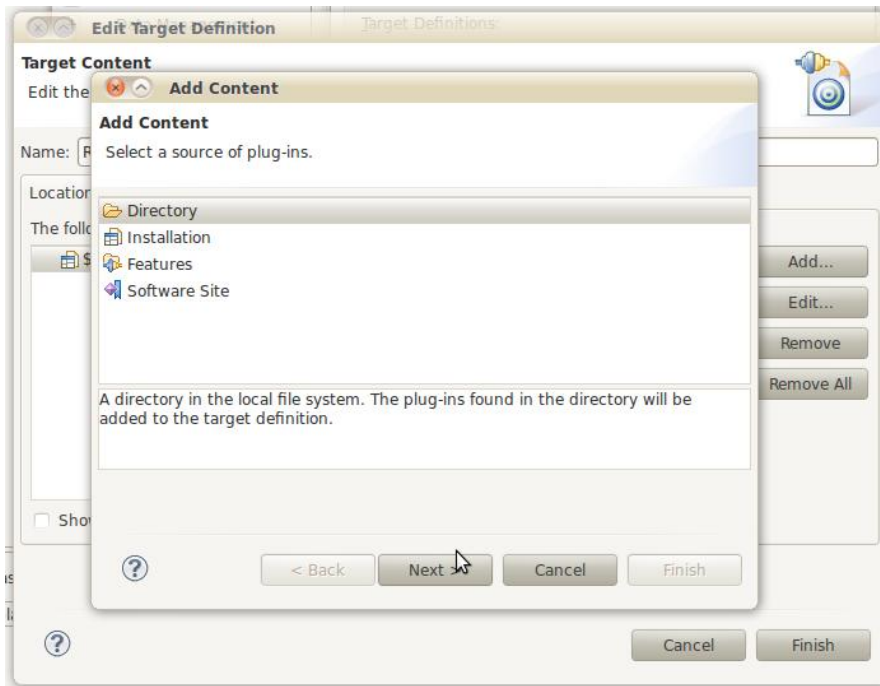 Target Definitions:
Edit Target Definition
Target Content
Edit the
Add Content
Add Content
Select a source of plug-ins.
Name: R
Location
The follo
$
Directory
Installation
Features
Software Site
A directory in the local file system. The plug-ins found in the directory will be
added to the target definition.
Add...
Edit...
Remove
Remove All
Show
< Back
Next >
Cancel
Finish
Cancel
Finish